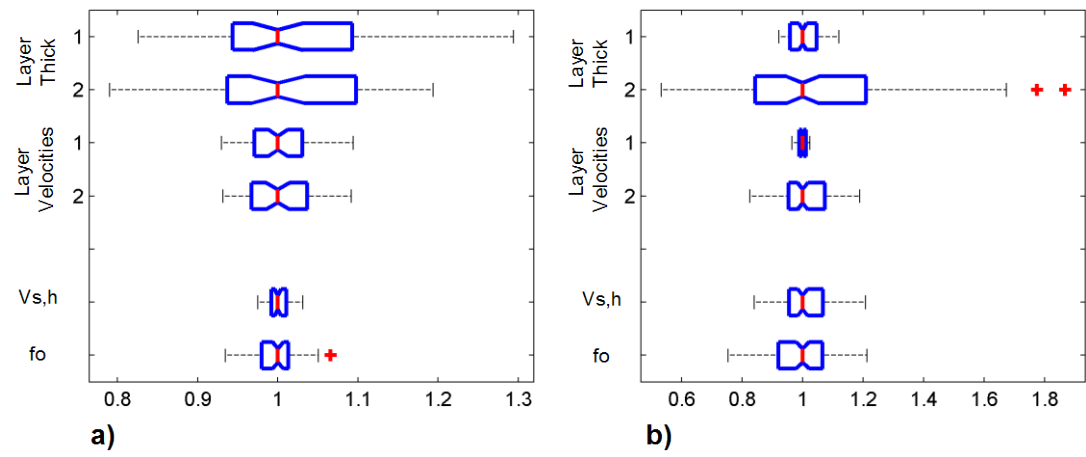 Layer
Thick
1
2
Layer
Velocities
1
2
Vs,h
fo
0.8 0.9 1 1.1 1.2 1.3
a)
Layer
Thick
1
2
Layer
Velocities
1
2
Vs,h
fo
0.6 0.8 1 1.2 1.4 1.6 1.8
b)